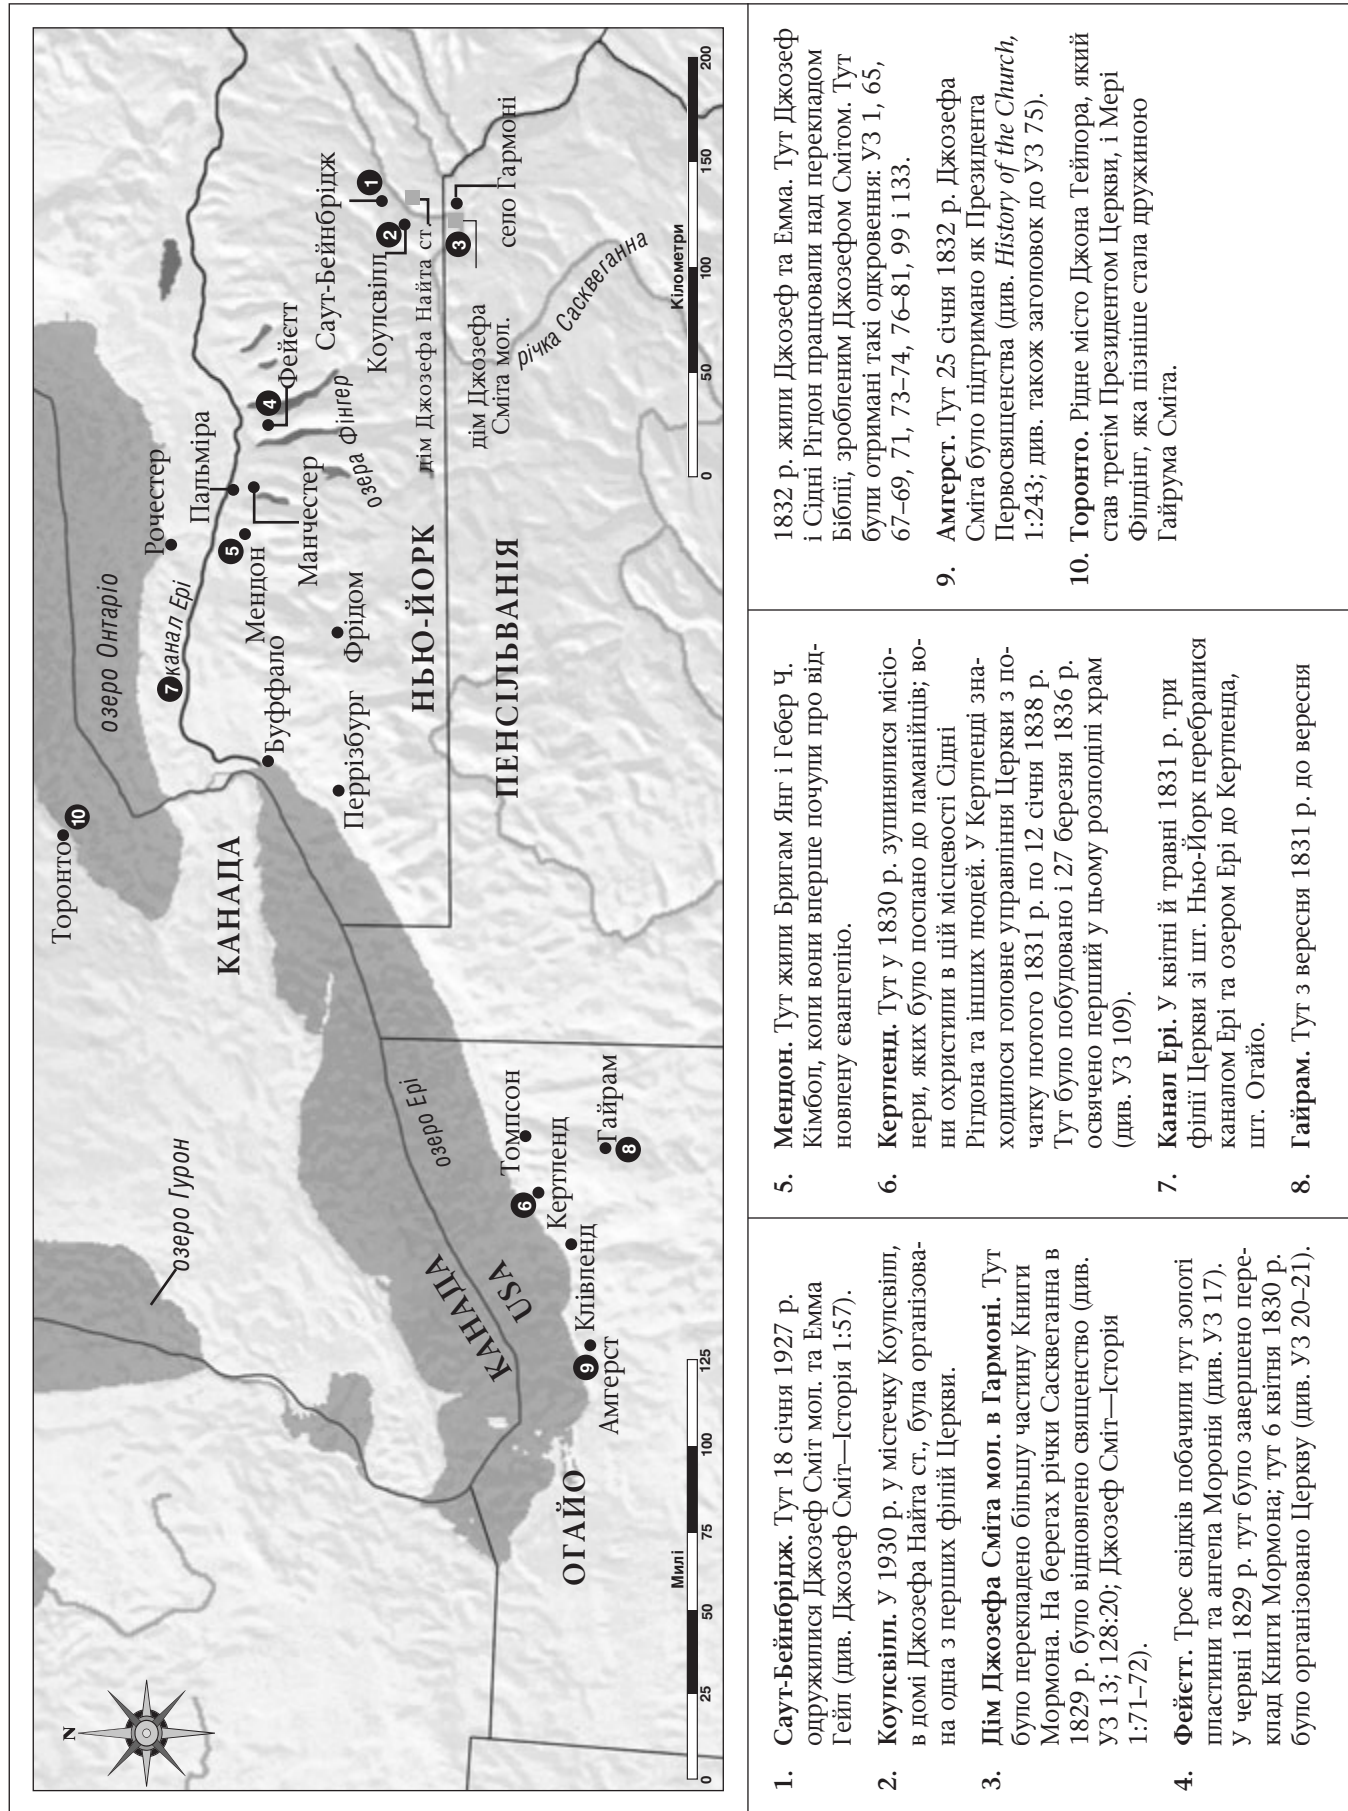 N
озеро Гурон
Торонто
10
озеро Онтаріо
КАНАДА
7
канал Ері
Рочестер
Пальміра
Буффало
5
Мендон
Манчестер
4
Фейєтт
озера Фінгер
Саут-Бейнбрідж
1
Коулсвілл
2
дім Джозефа Найта ст.
Перрізбург
Фрідом
НЬЮ-ЙОРК
ПЕНСІЛЬВАНІЯ
дім Джозефа
Сміта мол.
3
село Гармоні
річка Сасквеганна
озеро Ері
КАНАДА
USA
Томпсон
6
Кертленд
Клівленд
Гайрам
8
9
Амгерст
ОГАЙО
Милі
0 25 50 75 100 125
Кілометри
0 50 100 150 200
1. Саут-Бейнбрідж. Тут 18 січня 1927 р.
одружилися Джозеф Сміт мол. та Емма
Гейл (див. Джозеф Сміт—Історія 1:57).
2. Коулсвілл. У 1930 р. у містечку Коулсвілл,
в домі Джозефа Найта ст., була організова-
на одна з перших філій Церкви.
3. Дім Джозефа Сміта мол. в Гармоні. Тут
було перекладено більшу частину Книги
Мормона. На берегах річки Сасквеганна в
1829 р. було відновлено священство (див.
УЗ 13; 128:20; Джозеф Сміт—Історія
1:71–72).
4. Фейєтт. Троє свідків побачили тут золоті
пластини та ангела Моронія (див. УЗ 17).
У червні 1829 р. тут було завершено пере-
клад Книги Мормона; тут 6 квітня 1830 р.
було організовано Церкву (див. УЗ 20–21).
5. Мендон. Тут жили Бригам Янг і Гебер Ч.
Кімбол, коли вони вперше почули про від-
новлену євангелію.
6. Кертленд. Тут у 1830 р. зупинялися місіо-
нери, яких було послано до ламанійців; во-
ни охристили в цій місцевості Сідні
Рігдона та інших людей. У Кертленді зна-
ходилося головне управління Церкви з по-
чатку лютого 1831 р. по 12 січня 1838 р.
Тут було побудовано і 27 березня 1836 р.
освячено перший у цьому розподілі храм
(див. УЗ 109).
7. Канал Ері. У квітні й травні 1831 р. три
філії Церкви зі шт. Нью-Йорк перебралися
каналом Ері та озером Ері до Кертленда,
шт. Огайо.
8. Гайрам. Тут з вересня 1831 р. до вересня
1832 р. жили Джозеф та Емма. Тут Джозеф
і Сідні Рігдон працювали над перекладом
Біблії, зробленим Джозефом Смітом. Тут
були отримані такі одкровення: УЗ 1, 65,
67–69, 71, 73–74, 76–81, 99 і 133.
9. Амгерст. Тут 25 січня 1832 р. Джозефа
Сміта було підтримано як Президента
Первосвященства (див. History of the Church,
1:243; див. також заголовок до УЗ 75).
10. Торонто. Рідне місто Джона Тейлора, який
став третім Президентом Церкви, і Мері
Філдінг, яка пізніше стала дружиною
Гайрума Сміта.